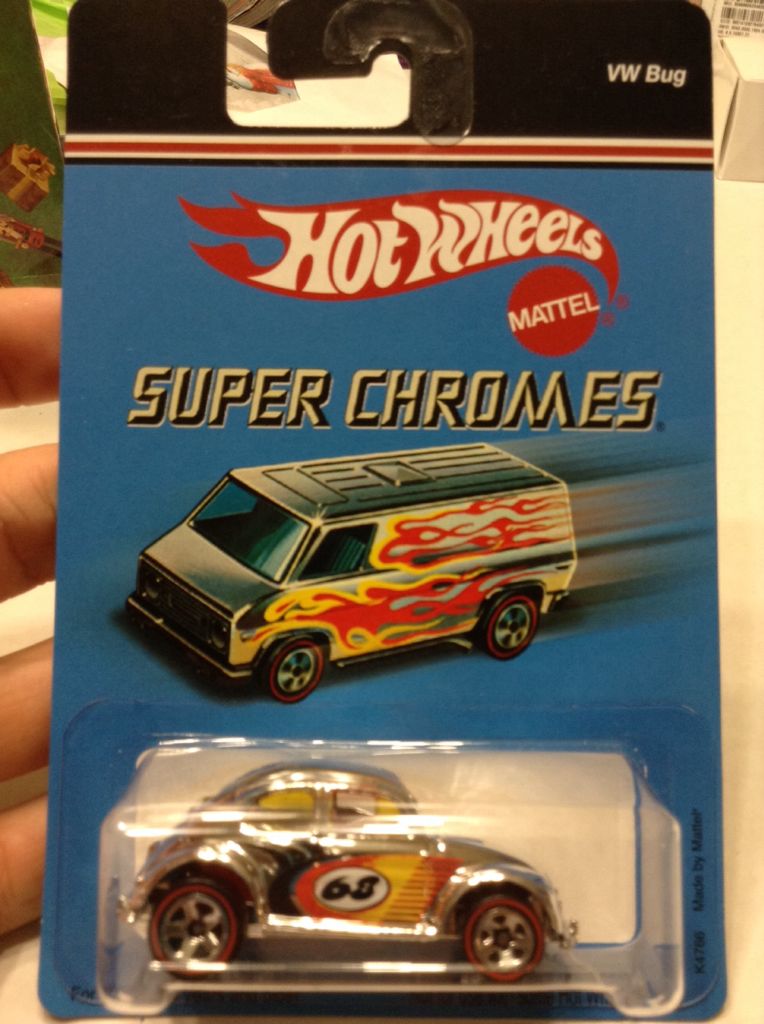 VW Bug
HOT WHEELS
MATTEL
SUPER CHROMES
68
K4766 Made by Mattel